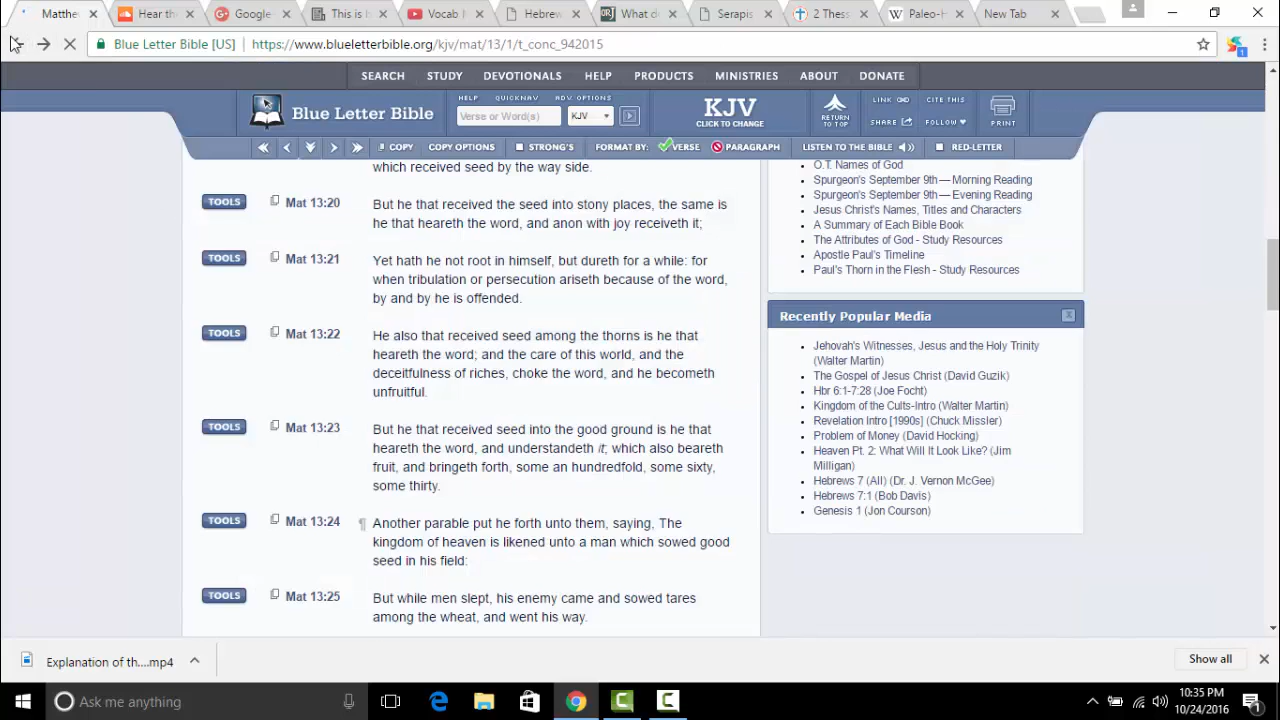 Matthe
Hear th
Google
This is b
Vocab
Hebrew
What d
Serapis
2 Thess
Paleo-H
New Tab
Blue Letter Bible [US] https://www.blueletterbible.org/kjv/mat/13/1/t_conc_942015
SEARCH STUDY DEVOTIONALS HELP PRODUCTS MINISTRIES ABOUT DONATE
Blue Letter Bible
HELP QUICKNAV ADV OPTIONS
Verse or Word(s) KJV
KJV
CLICK TO CHANGE
RETURN
TO TOP
LINK CITE THIS
SHARE FOLLOW
PRINT
COPY COPY OPTIONS STRONG'S FORMAT BY: VERSE PARAGRAPH LISTEN TO THE BIBLE RED-LETTER
which received seed by the way side.
TOOLS Mat 13:20 But he that received the seed into stony places, the same is
he that heareth the word, and anon with joy receiveth it;
TOOLS Mat 13:21 Yet hath he not root in himself, but dureth for a while: for
when tribulation or persecution ariseth because of the word,
by and by he is offended.
TOOLS Mat 13:22 He also that received seed among the thorns is he that
heareth the word; and the care of this world, and the
deceitfulness of riches, choke the word, and he becometh
unfruitful.
TOOLS Mat 13:23 But he that received seed into the good ground is he that
heareth the word, and understandeth it; which also beareth
fruit, and bringeth forth, some an hundredfold, some sixty,
some thirty.
TOOLS Mat 13:24 ¶ Another parable put he forth unto them, saying, The
kingdom of heaven is likened unto a man which sowed good
seed in his field:
TOOLS Mat 13:25 But while men slept, his enemy came and sowed tares
among the wheat, and went his way.
O.T. Names of God
Spurgeon's September 9th — Morning Reading
Spurgeon's September 9th — Evening Reading
Jesus Christ's Names, Titles and Characters
A Summary of Each Bible Book
The Attributes of God - Study Resources
Apostle Paul's Timeline
Paul's Thorn in the Flesh - Study Resources
Recently Popular Media
Jehovah's Witnesses, Jesus and the Holy Trinity
(Walter Martin)
The Gospel of Jesus Christ (David Guzik)
Hbr 6:1-7:28 (Joe Focht)
Kingdom of the Cults-Intro (Walter Martin)
Revelation Intro [1990s] (Chuck Missler)
Problem of Money (David Hocking)
Heaven Pt. 2: What Will It Look Like? (Jim
Milligan)
Hebrews 7 (All) (Dr. J. Vernon McGee)
Hebrews 7:1 (Bob Davis)
Genesis 1 (Jon Courson)
Explanation of th....mp4
Show all
Ask me anything
10:35 PM
10/24/2016